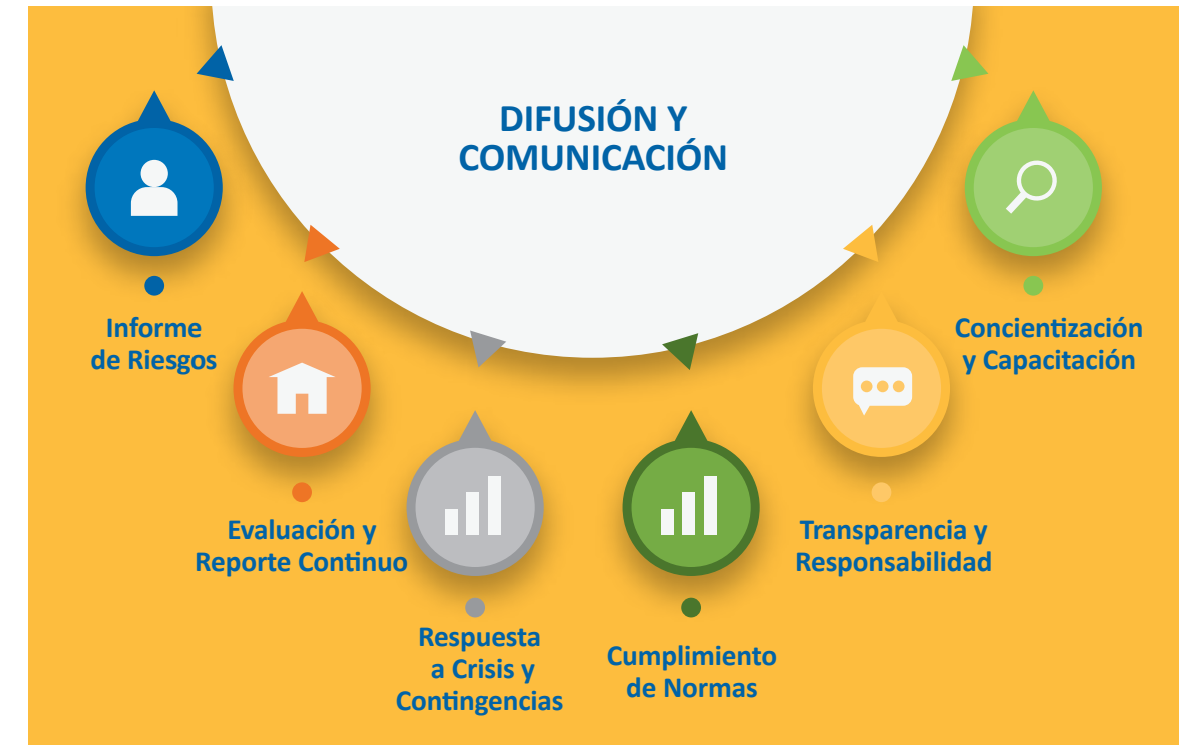 DIFUSIÓN Y
COMUNICACIÓN
Informe
de Riesgos
Evaluación y
Reporte Continuo
Respuesta
a Crisis y
Contingencias
Cumplimiento
de Normas
Transparencia y
Responsabilidad
Concientización
y Capacitación